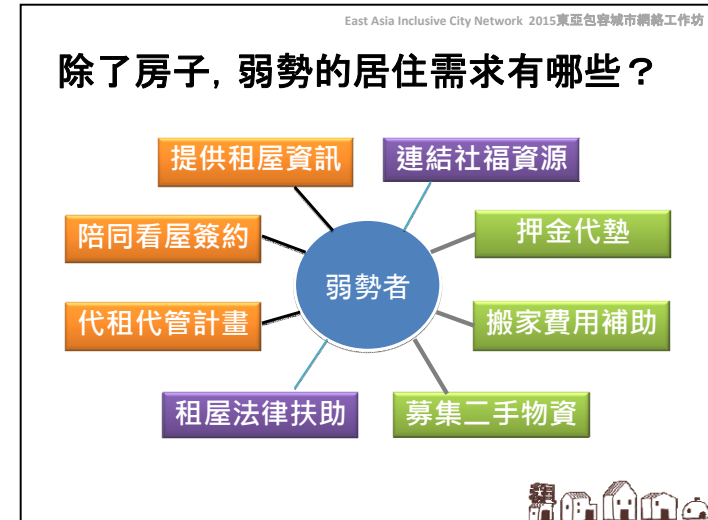 East Asia Inclusive City Network 2015東亞包容城市網絡工作坊
除了房子, 弱勢的居住需求有哪些？
提供租屋資訊
連結社福資源
陪同看屋簽約
押金代墊
弱勢者
代租代管計畫
搬家費用補助
租屋法律扶助
募集二手物資